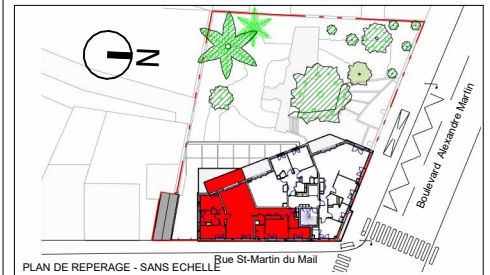 N
Boulevard Alexandre Martin
Rue St-Martin du Mail
PLAN DE REPERAGE - SANS ECHELLE